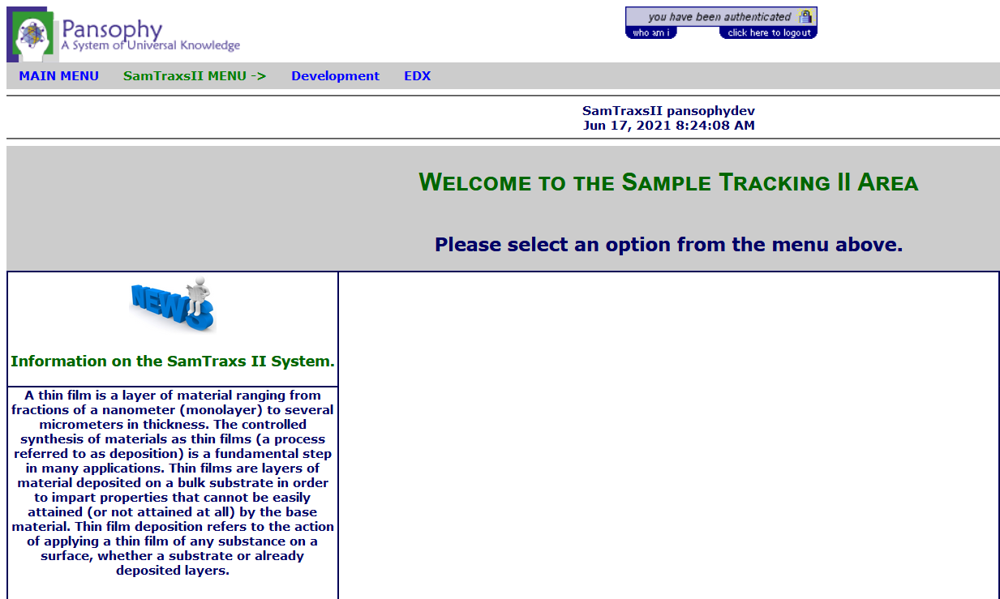 Pansophy
A System of Universal Knowledge
you have been authenticated
who am i
click here to logout
MAIN MENU SamTraxsII MENU -> Development EDX
SamTraxsII pansophydev
Jun 17, 2021 8:24:08 AM
Welcome to the Sample Tracking II Area
Please select an option from the menu above.
NEWS
Information on the SamTraxs II System.
A thin film is a layer of material ranging from
fractions of a nanometer (monolayer) to several
micrometers in thickness. The controlled
synthesis of materials as thin films (a process
referred to as deposition) is a fundamental step
in many applications. Thin films are layers of
material deposited on a bulk substrate in order
to impart properties that cannot be easily
attained (or not attained at all) by the base
material. Thin film deposition refers to the action
of applying a thin film of any substance on a
surface, whether a substrate or already
deposited layers.